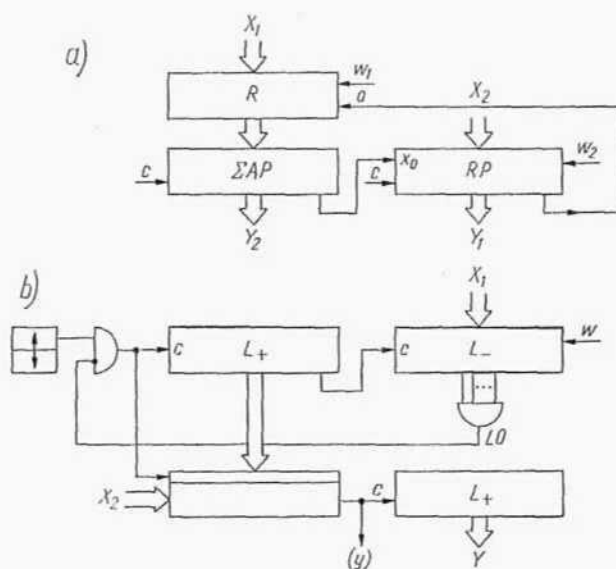 a)
X₁
R
w₁
a
X₂
c
ΣAP
x₀
c
RP
w₂
Y₂
Y₁
b)
X₁
c
L₊
c
L₋
w
L0
X₂
c
L₊
(y)
Y